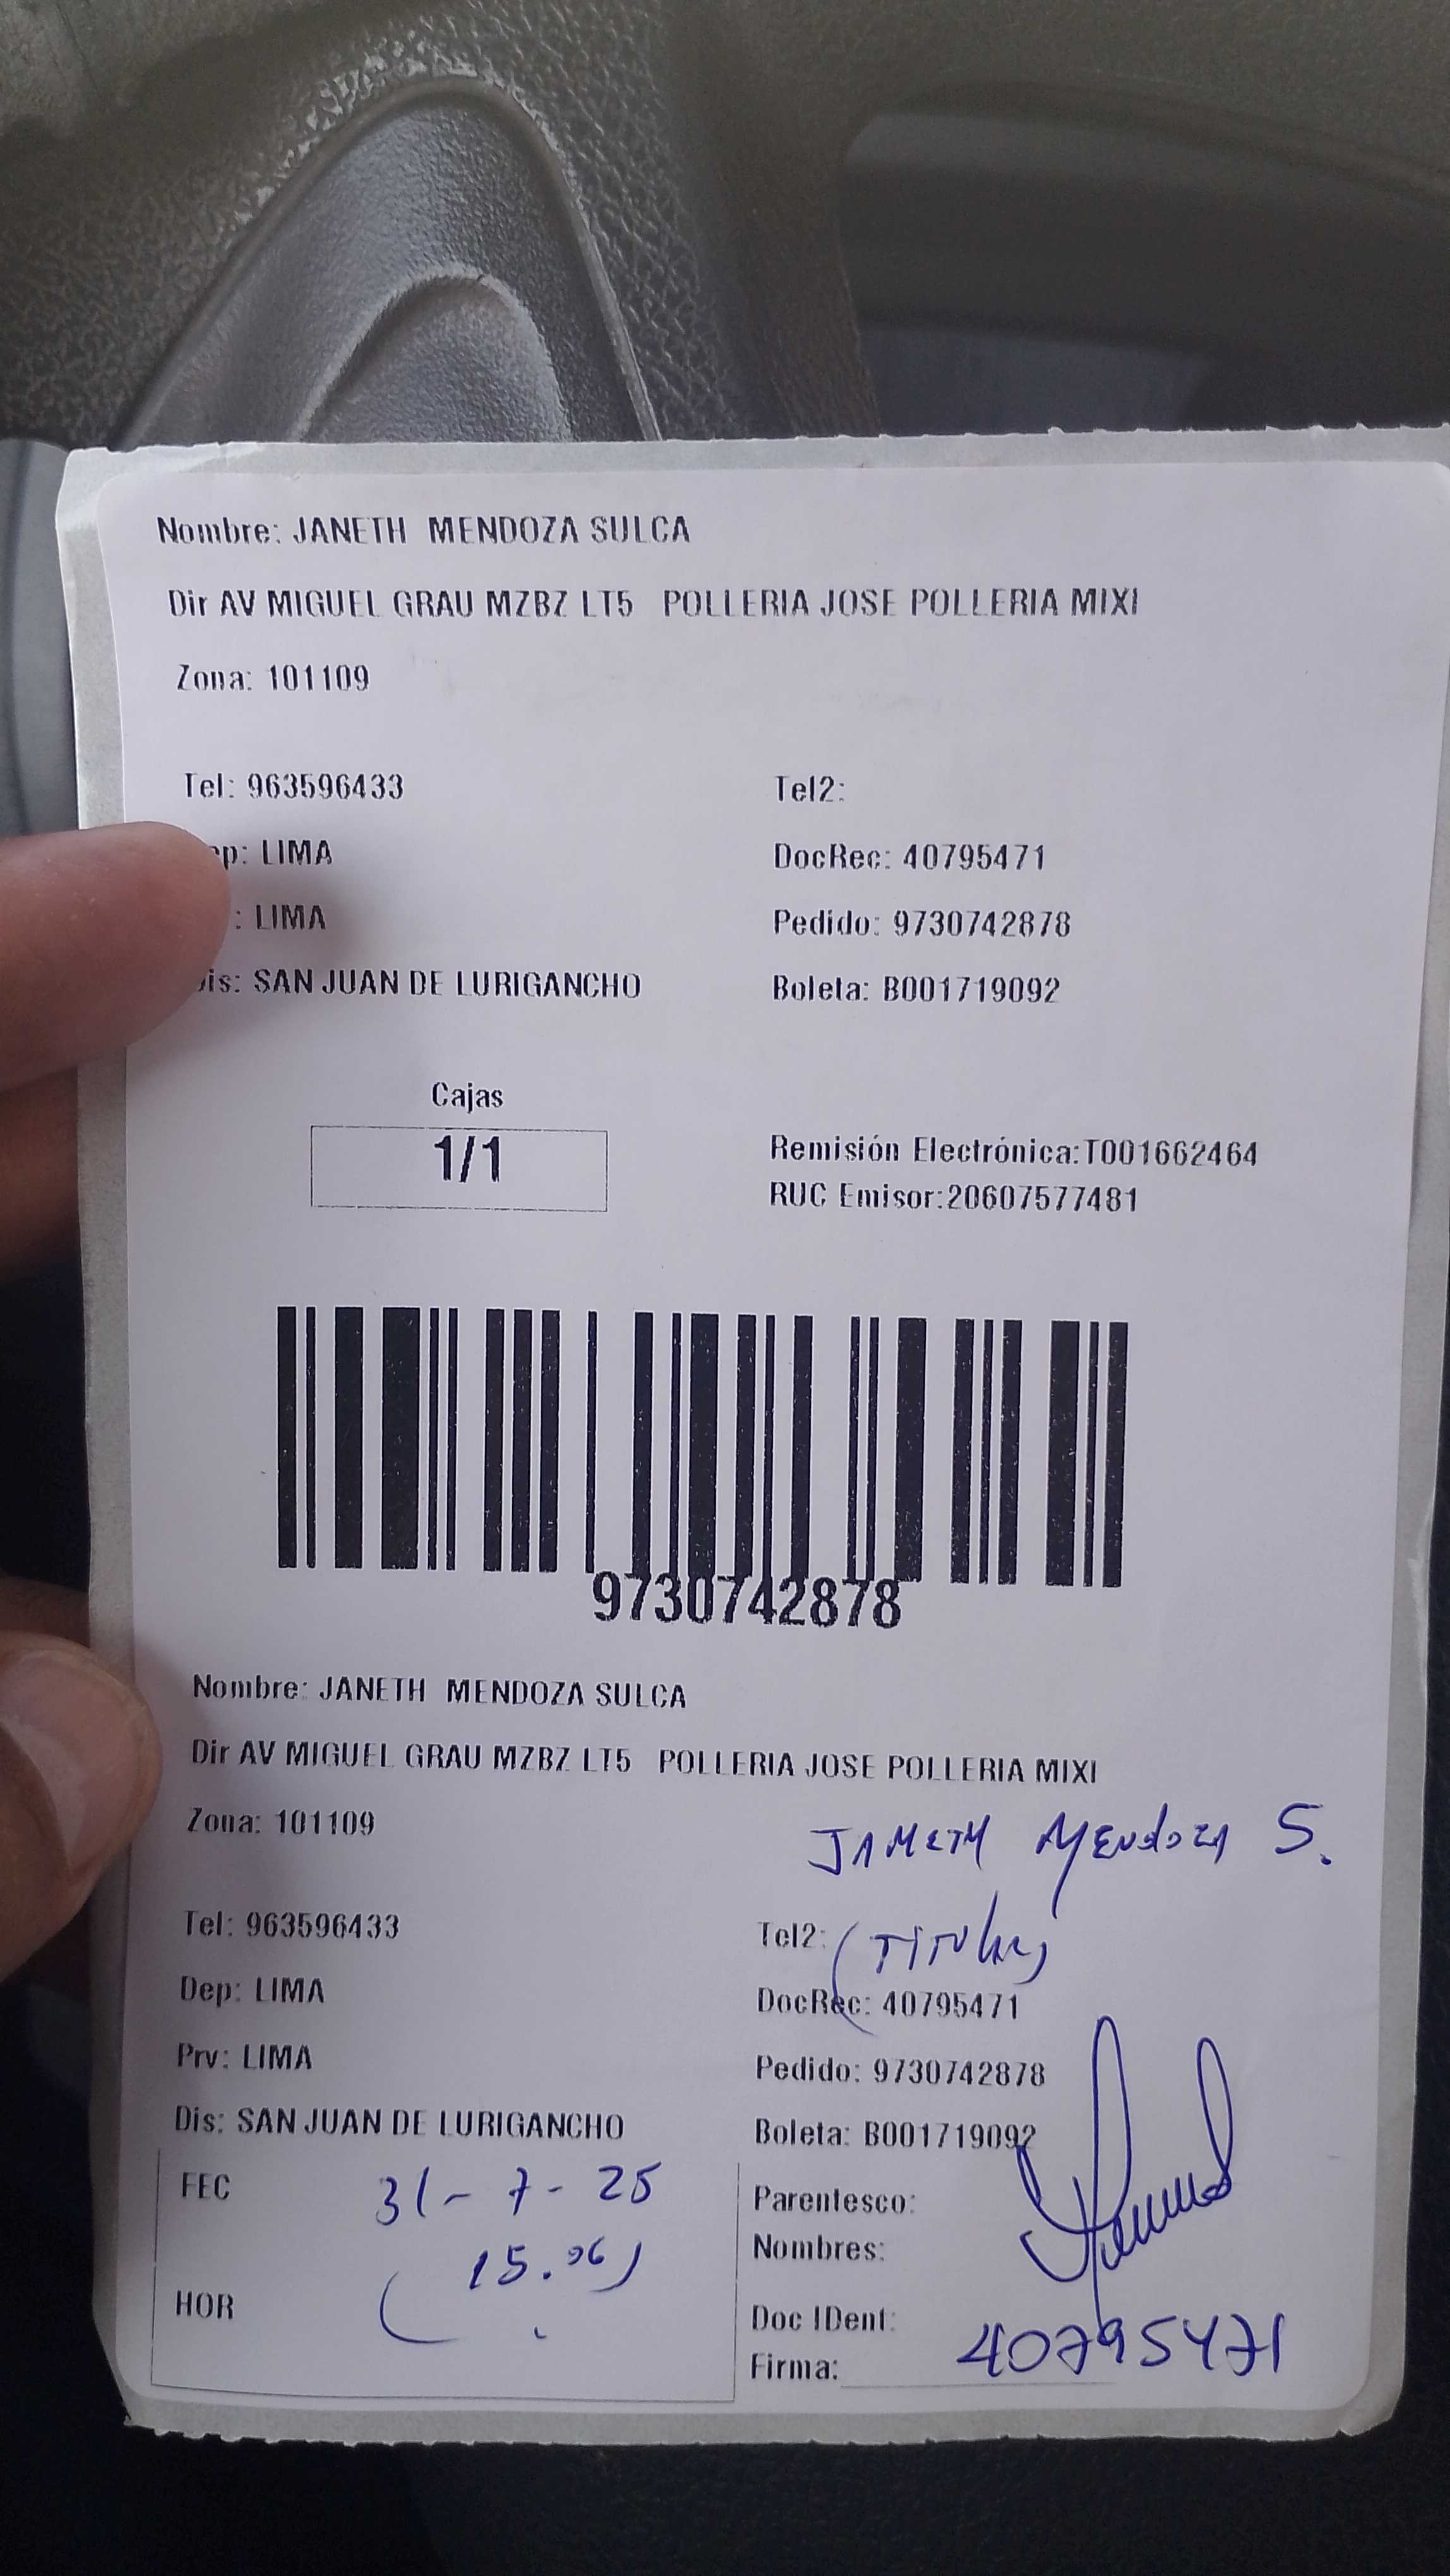 Nombre: JANETH MENDOZA SULCA
Dir AV MIGUEL GRAU MZBZ LT5 POLLERIA JOSE POLLERIA MIXI
Zona: 101109
Tel: 963596433 Tel2:
ep: LIMA DocRec: 40795471
: LIMA Pedido: 9730742878
Dis: SAN JUAN DE LURIGANCHO Boleta: B001719092
Cajas
1/1
Remisión Electrónica:T001662464
RUC Emisor:20607577481
9730742878
Nombre: JANETH MENDOZA SULCA
Dir AV MIGUEL GRAU MZBZ LT5 POLLERIA JOSE POLLERIA MIXI
Zona: 101109
JANETH MENdOZA S.
Tel: 963596433 Tel2: (TiTular)
Dep: LIMA DocRec: 40795471
Prv: LIMA Pedido: 9730742878
Dis: SAN JUAN DE LURIGANCHO Boleta: B001719092
FEC 31-7-25 Parentesco:
(15.06) Nombres:
HOR Doc IDent: 40795471
Firma: